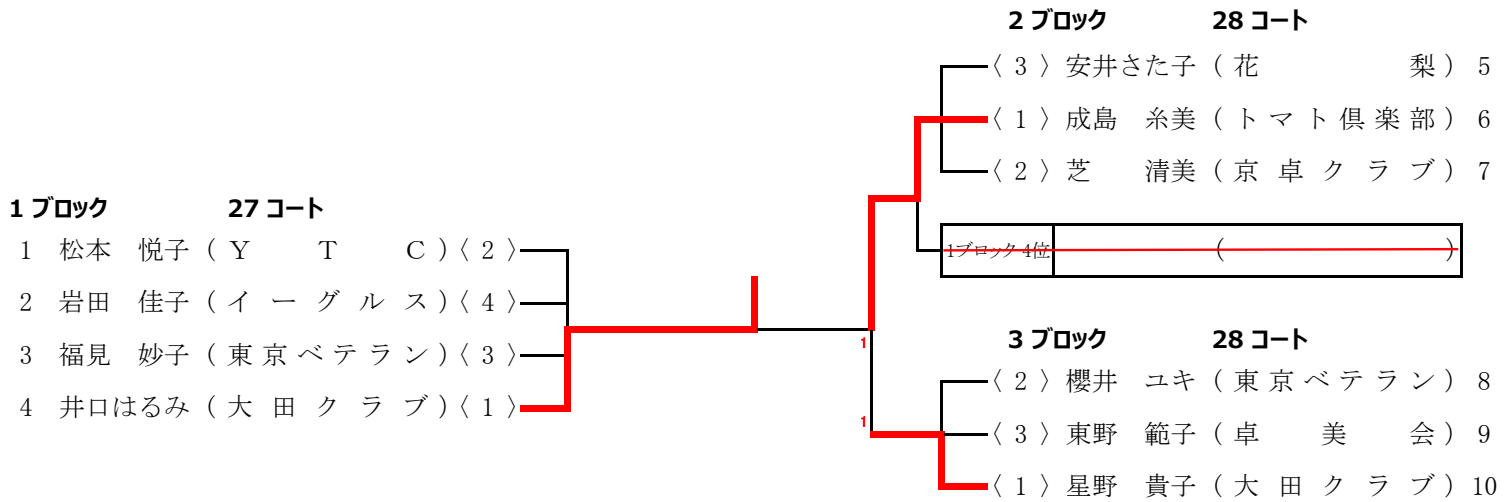 1 ブロック 27 コート
1 松本 悦子 ( Y T C ) 〈 2 〉
2 岩田 佳子 ( イ ー グ ル ス ) 〈 4 〉
3 福見 妙子 ( 東 京 ベ テ ラ ン ) 〈 3 〉
4 井口はるみ ( 大 田 ク ラ ブ ) 〈 1 〉
2 ブロック 28 コート
〈 3 〉 安井さた子 ( 花 梨 ) 5
〈 1 〉 成島 糸美 ( ト マ ト 倶 楽 部 ) 6
〈 2 〉 芝 清美 ( 京 卓 ク ラ ブ ) 7
1ブロック 4位 ( )
1
3 ブロック 28 コート
〈 2 〉 櫻井 ユキ ( 東 京 ベ テ ラ ン ) 8
1
〈 3 〉 東野 範子 ( 卓 美 会 ) 9
〈 1 〉 星野 貴子 ( 大 田 ク ラ ブ ) 10